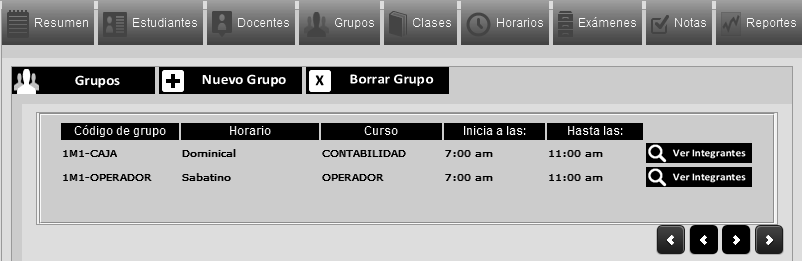 Resumen Estudiantes Docentes Grupos Clases Horarios Exámenes Notas Reportes
Grupos Nuevo Grupo X Borrar Grupo
Código de grupo Horario Curso Inicia a las: Hasta las:
1M1-CAJA Dominical CONTABILIDAD 7:00 am 11:00 am Ver Integrantes
1M1-OPERADOR Sabatino OPERADOR 7:00 am 11:00 am Ver Integrantes